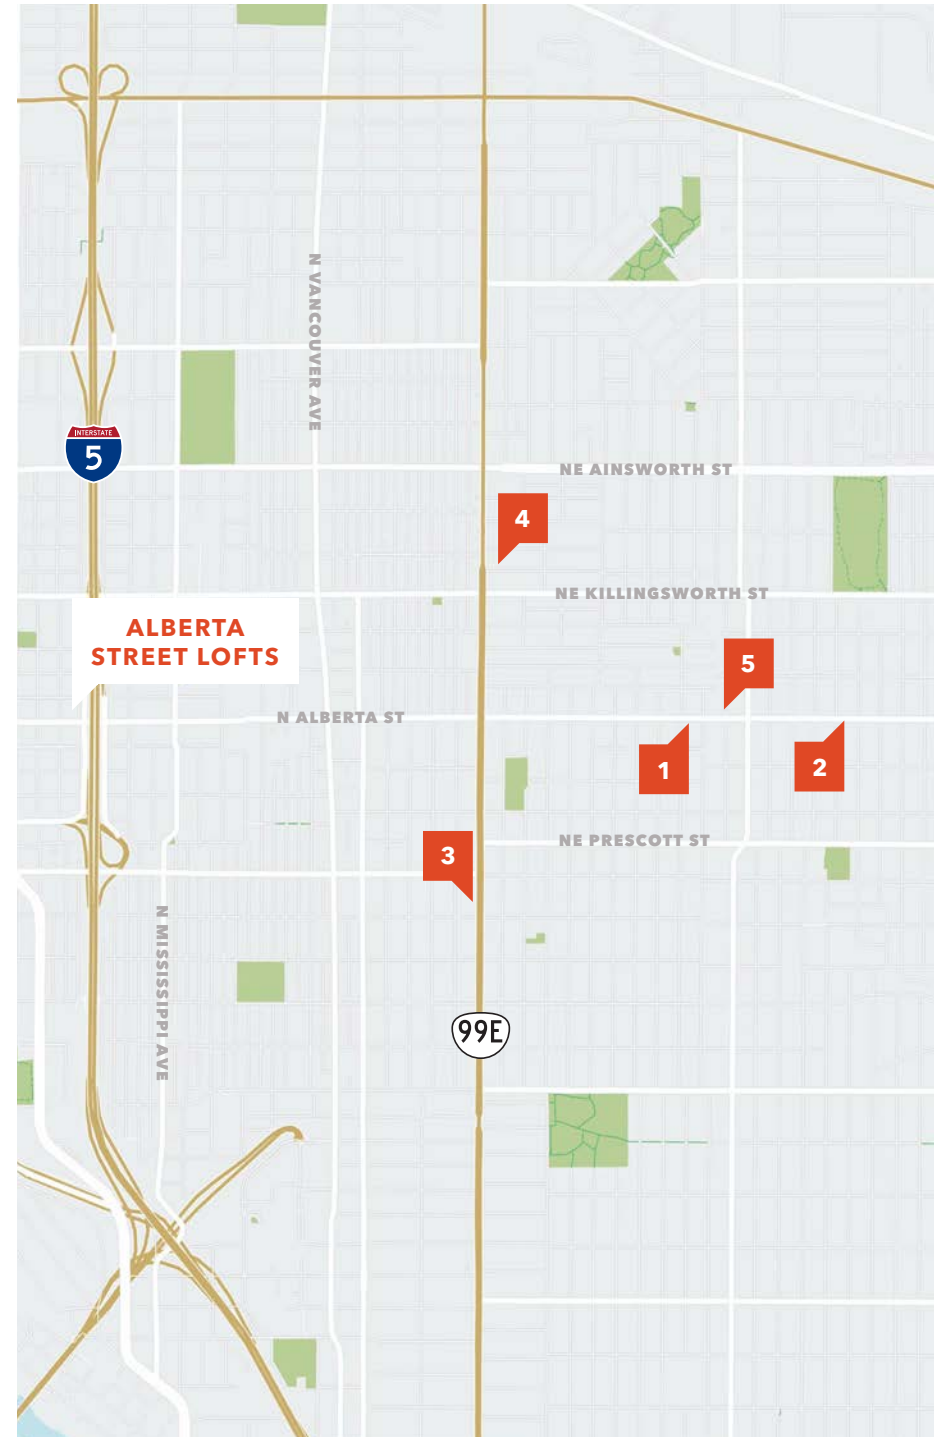 N VANCOUVER AVE
INTERSTATE
5
NE AINSWORTH ST
4
NE KILLINGSWORTH ST
ALBERTA
STREET LOFTS
5
N ALBERTA ST
1
2
NE PRESCOTT ST
3
N MISSISSIPPI AVE
99E